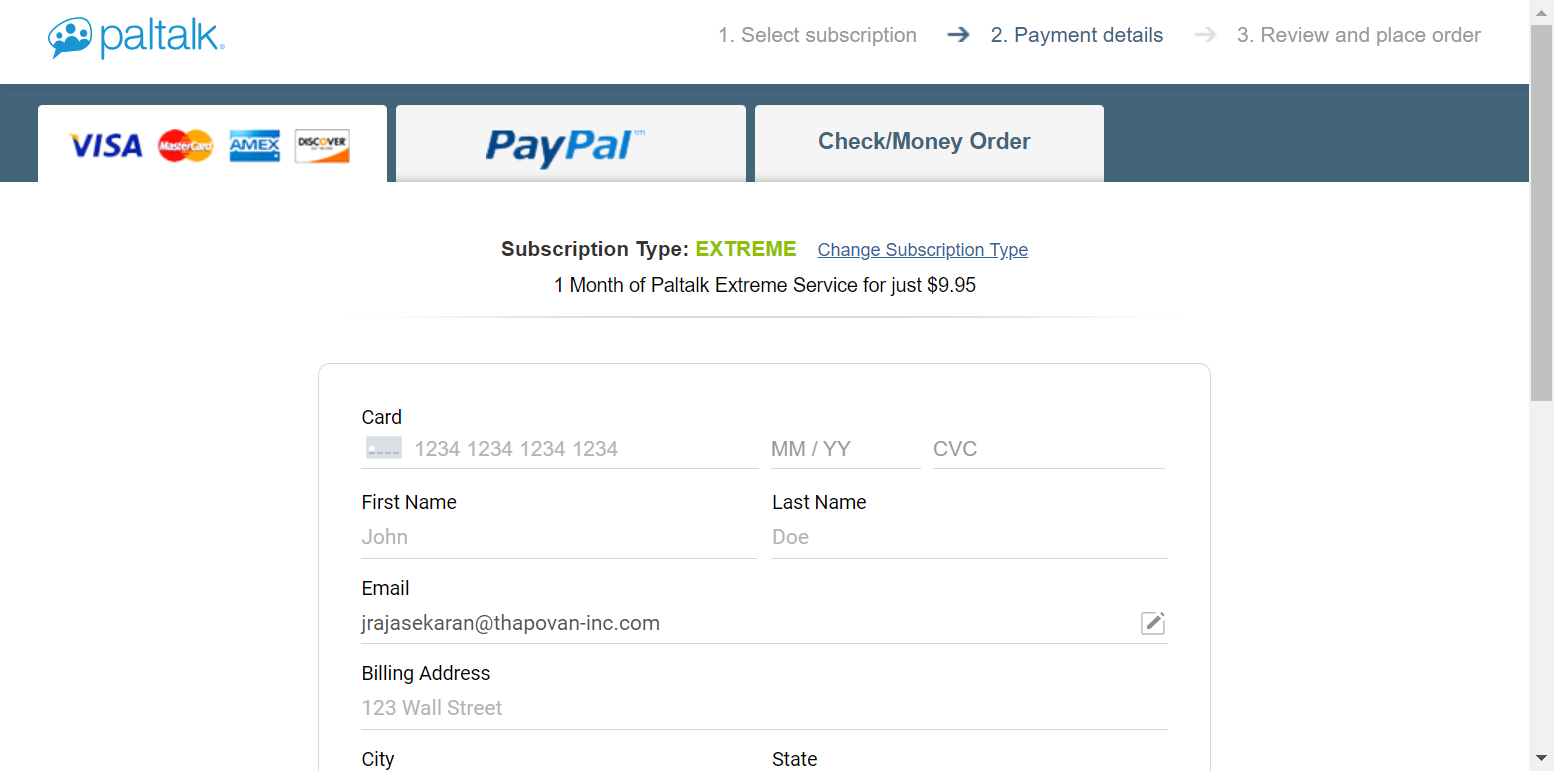 paltalk
1. Select subscription
2. Payment details
3. Review and place order
VISA MasterCard AMEX DISCOVER
PayPal
Check/Money Order
Subscription Type: EXTREME Change Subscription Type
1 Month of Paltalk Extreme Service for just $9.95
Card
1234 1234 1234 1234 MM / YY CVC
First Name Last Name
John Doe
Email
jrajasekaran@thapovan-inc.com
Billing Address
123 Wall Street
City State